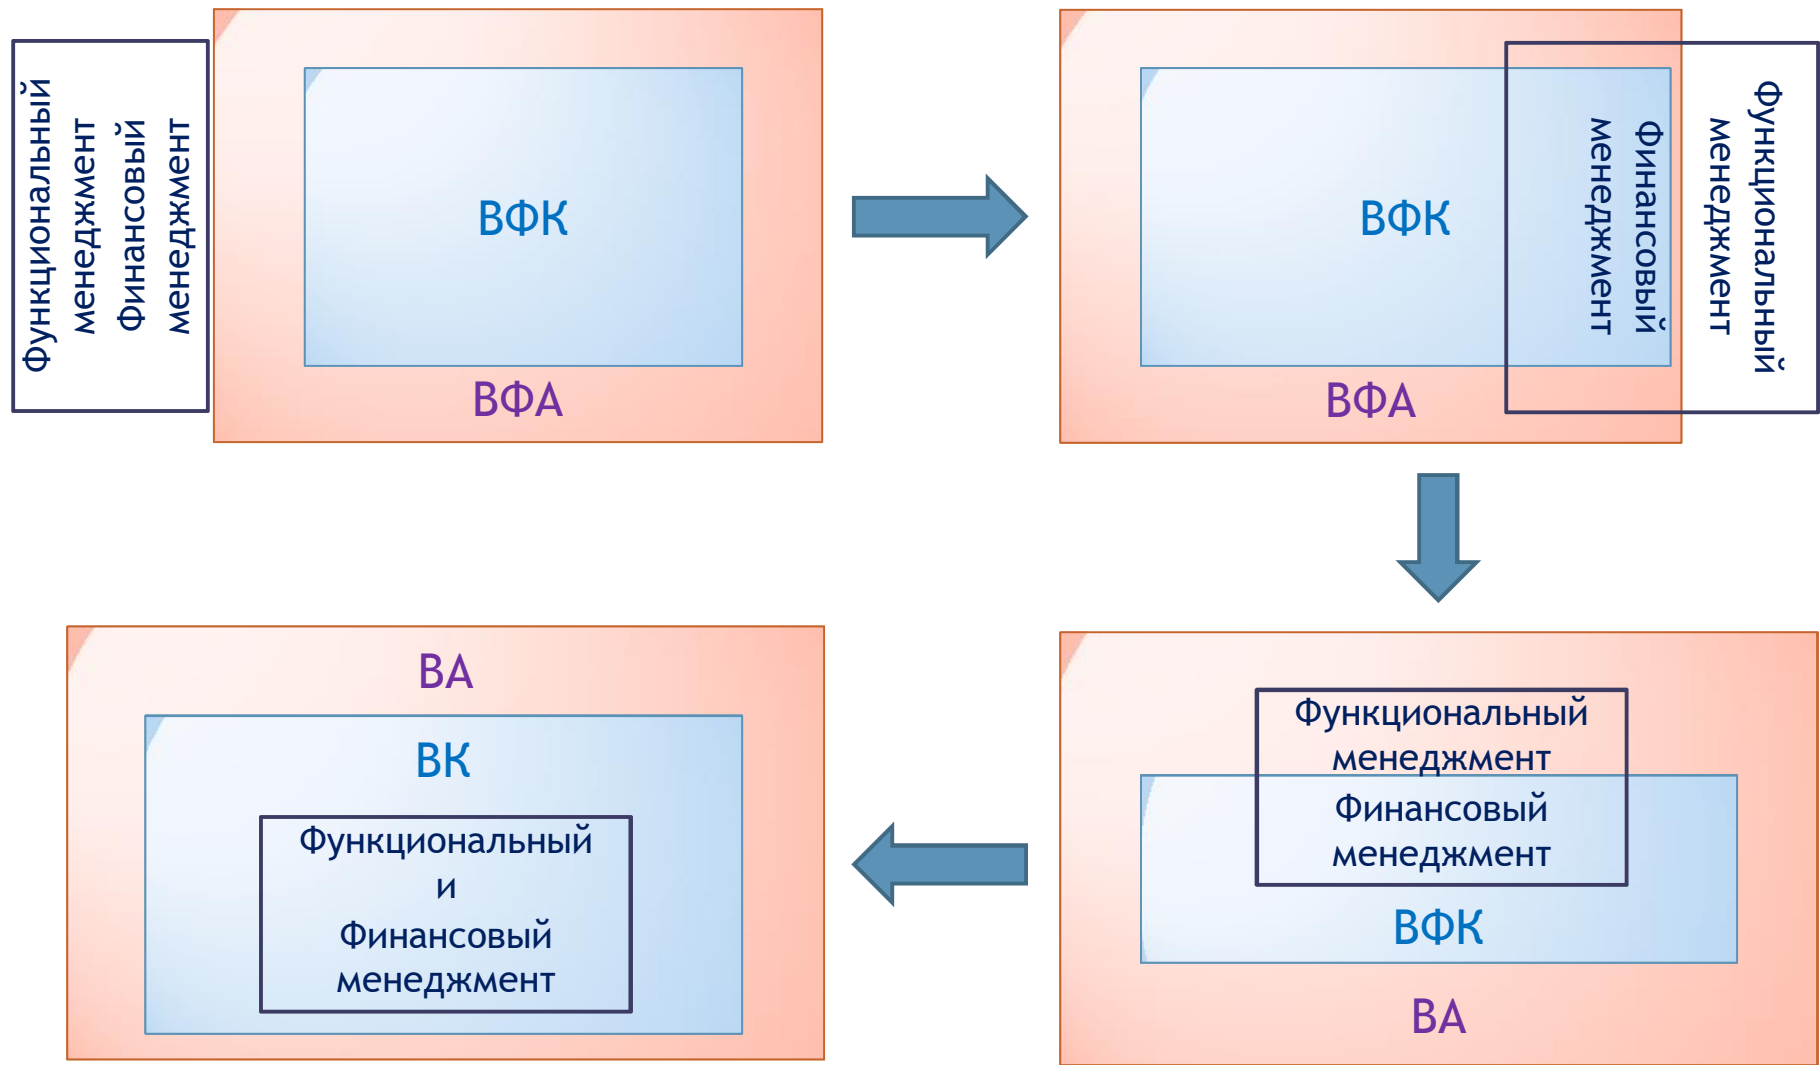 Функциональный
менеджмент
Финансовый
менеджмент
ВФК
ВФА
ВФК
ВФА
Функциональный
менеджмент
Финансовый
менеджмент
Функциональный
менеджмент
Финансовый
менеджмент
ВФК
ВА
ВА
ВК
Функциональный
и
Финансовый
менеджмент